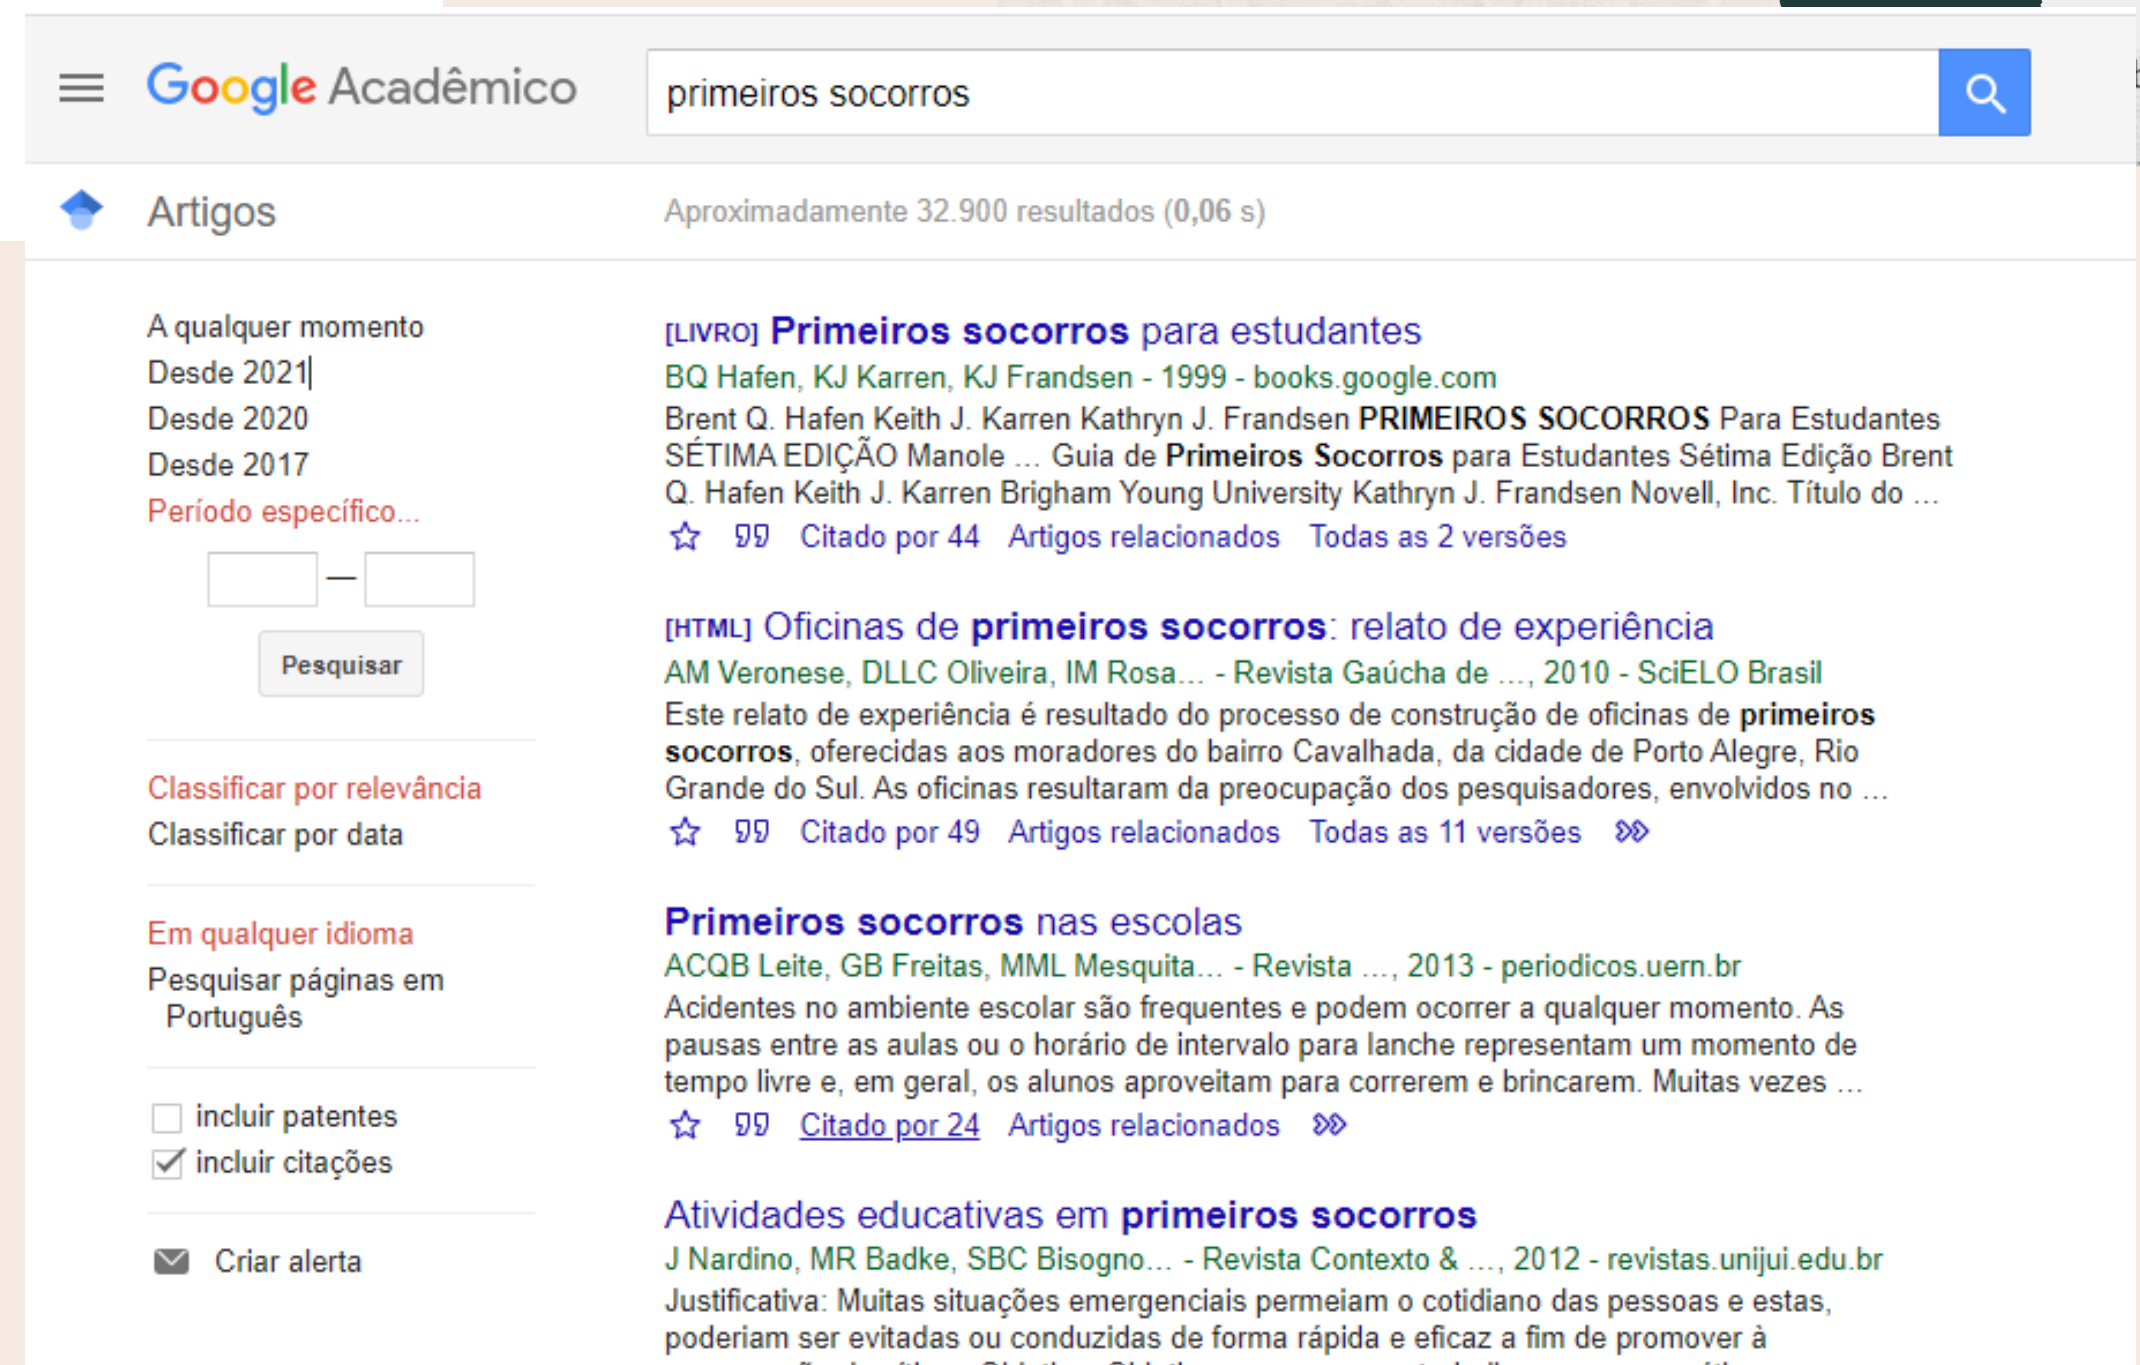 Google Acadêmico
primeiros socorros
Artigos
Aproximadamente 32.900 resultados (0,06 s)
A qualquer momento
Desde 2021
Desde 2020
Desde 2017
Período específico...
—
Pesquisar
Classificar por relevância
Classificar por data
Em qualquer idioma
Pesquisar páginas em
Português
incluir patentes
incluir citações
Criar alerta
[LIVRO] Primeiros socorros para estudantes
BQ Hafen, KJ Karren, KJ Frandsen - 1999 - books.google.com
Brent Q. Hafen Keith J. Karren Kathryn J. Frandsen PRIMEIROS SOCORROS Para Estudantes
SÉTIMA EDIÇÃO Manole ... Guia de Primeiros Socorros para Estudantes Sétima Edição Brent
Q. Hafen Keith J. Karren Brigham Young University Kathryn J. Frandsen Novell, Inc. Título do ...
Citado por 44 Artigos relacionados Todas as 2 versões
[HTML] Oficinas de primeiros socorros: relato de experiência
AM Veronese, DLLC Oliveira, IM Rosa... - Revista Gaúcha de ..., 2010 - SciELO Brasil
Este relato de experiência é resultado do processo de construção de oficinas de primeiros
socorros, oferecidas aos moradores do bairro Cavalhada, da cidade de Porto Alegre, Rio
Grande do Sul. As oficinas resultaram da preocupação dos pesquisadores, envolvidos no ...
Citado por 49 Artigos relacionados Todas as 11 versões
Primeiros socorros nas escolas
ACQB Leite, GB Freitas, MML Mesquita... - Revista ..., 2013 - periodicos.uern.br
Acidentes no ambiente escolar são frequentes e podem ocorrer a qualquer momento. As
pausas entre as aulas ou o horário de intervalo para lanche representam um momento de
tempo livre e, em geral, os alunos aproveitam para correrem e brincarem. Muitas vezes ...
Citado por 24 Artigos relacionados
Atividades educativas em primeiros socorros
J Nardino, MR Badke, SBC Bisogno... - Revista Contexto & ..., 2012 - revistas.unijui.edu.br
Justificativa: Muitas situações emergenciais permeiam o cotidiano das pessoas e estas,
poderiam ser evitadas ou conduzidas de forma rápida e eficaz a fim de promover à